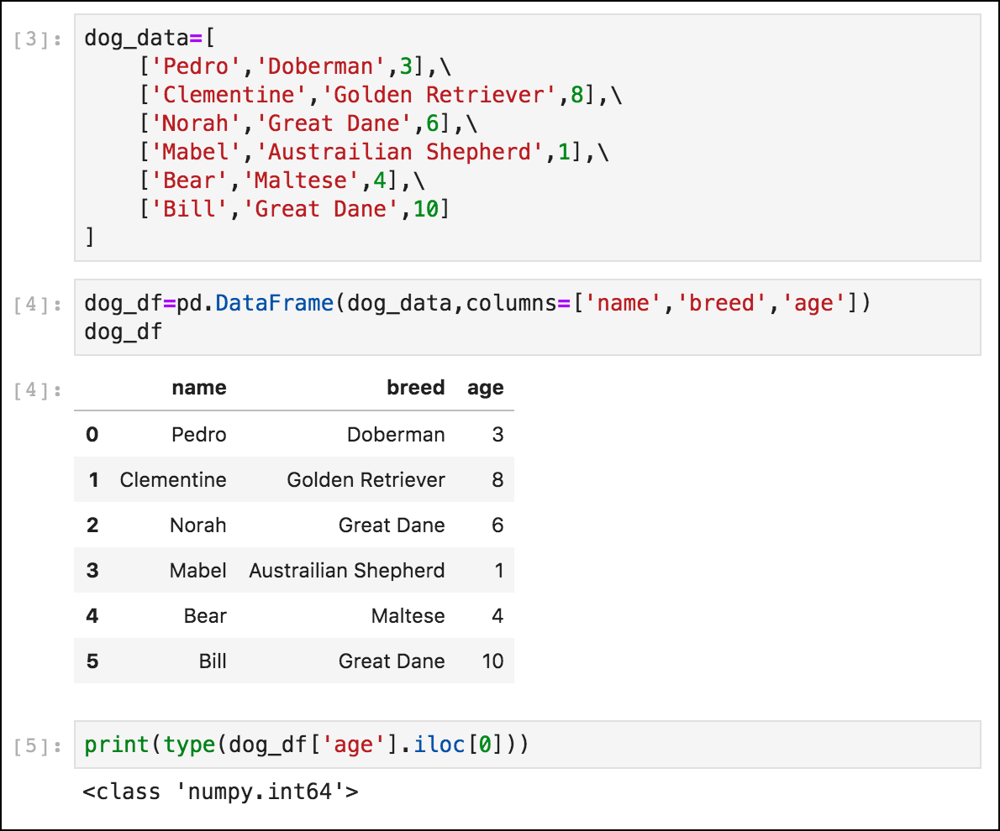 [3]: dog_data=[
['Pedro','Doberman',3],\
['Clementine','Golden Retriever',8],\
['Norah','Great Dane',6],\
['Mabel','Austrailian Shepherd',1],\
['Bear','Maltese',4],\
['Bill','Great Dane',10]
]
[4]: dog_df=pd.DataFrame(dog_data,columns=['name','breed','age'])
dog_df
[4]: name breed age
0 Pedro Doberman 3
1 Clementine Golden Retriever 8
2 Norah Great Dane 6
3 Mabel Austrailian Shepherd 1
4 Bear Maltese 4
5 Bill Great Dane 10
[5]: print(type(dog_df['age'].iloc[0]))
<class 'numpy.int64'>